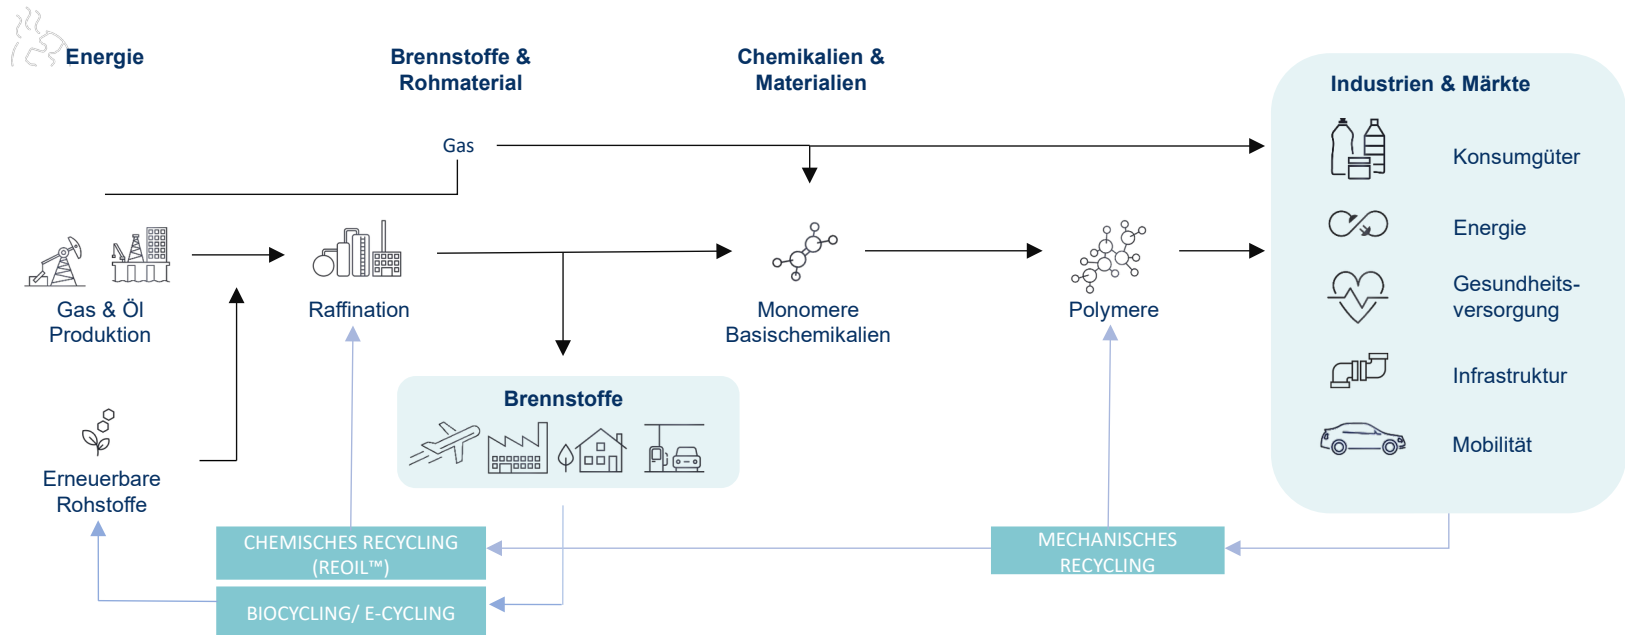 Energie
Brennstoffe &
Rohmaterial
Chemikalien &
Materialien
Industrien & Märkte
Gas
Konsumgüter
Energie
Gesundheits-
versorgung
Infrastruktur
Mobilität
Gas & Öl
Produktion
Raffination
Monomere
Basischemikalien
Polymere
Brennstoffe
Erneuerbare
Rohstoffe
CHEMISCHES RECYCLING
(REOIL™)
MECHANISCHES
RECYCLING
BIOCYCLING/ E-CYCLING